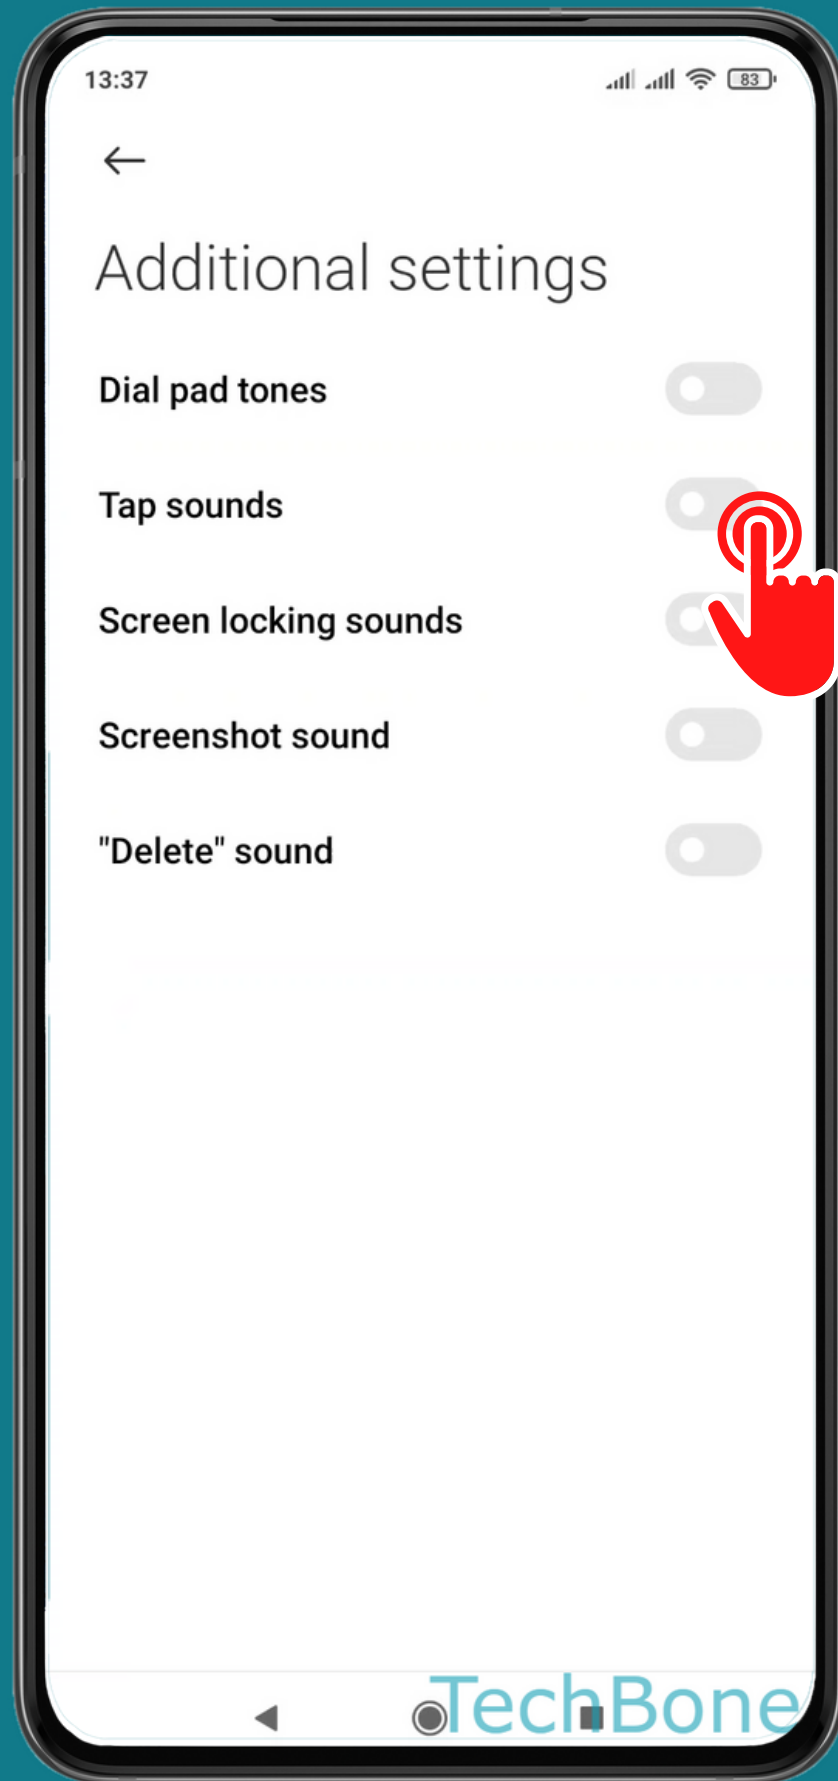 13:37
83
Additional settings
Dial pad tones
Tap sounds
Screen locking sounds
Screenshot sound
"Delete" sound
TechBone